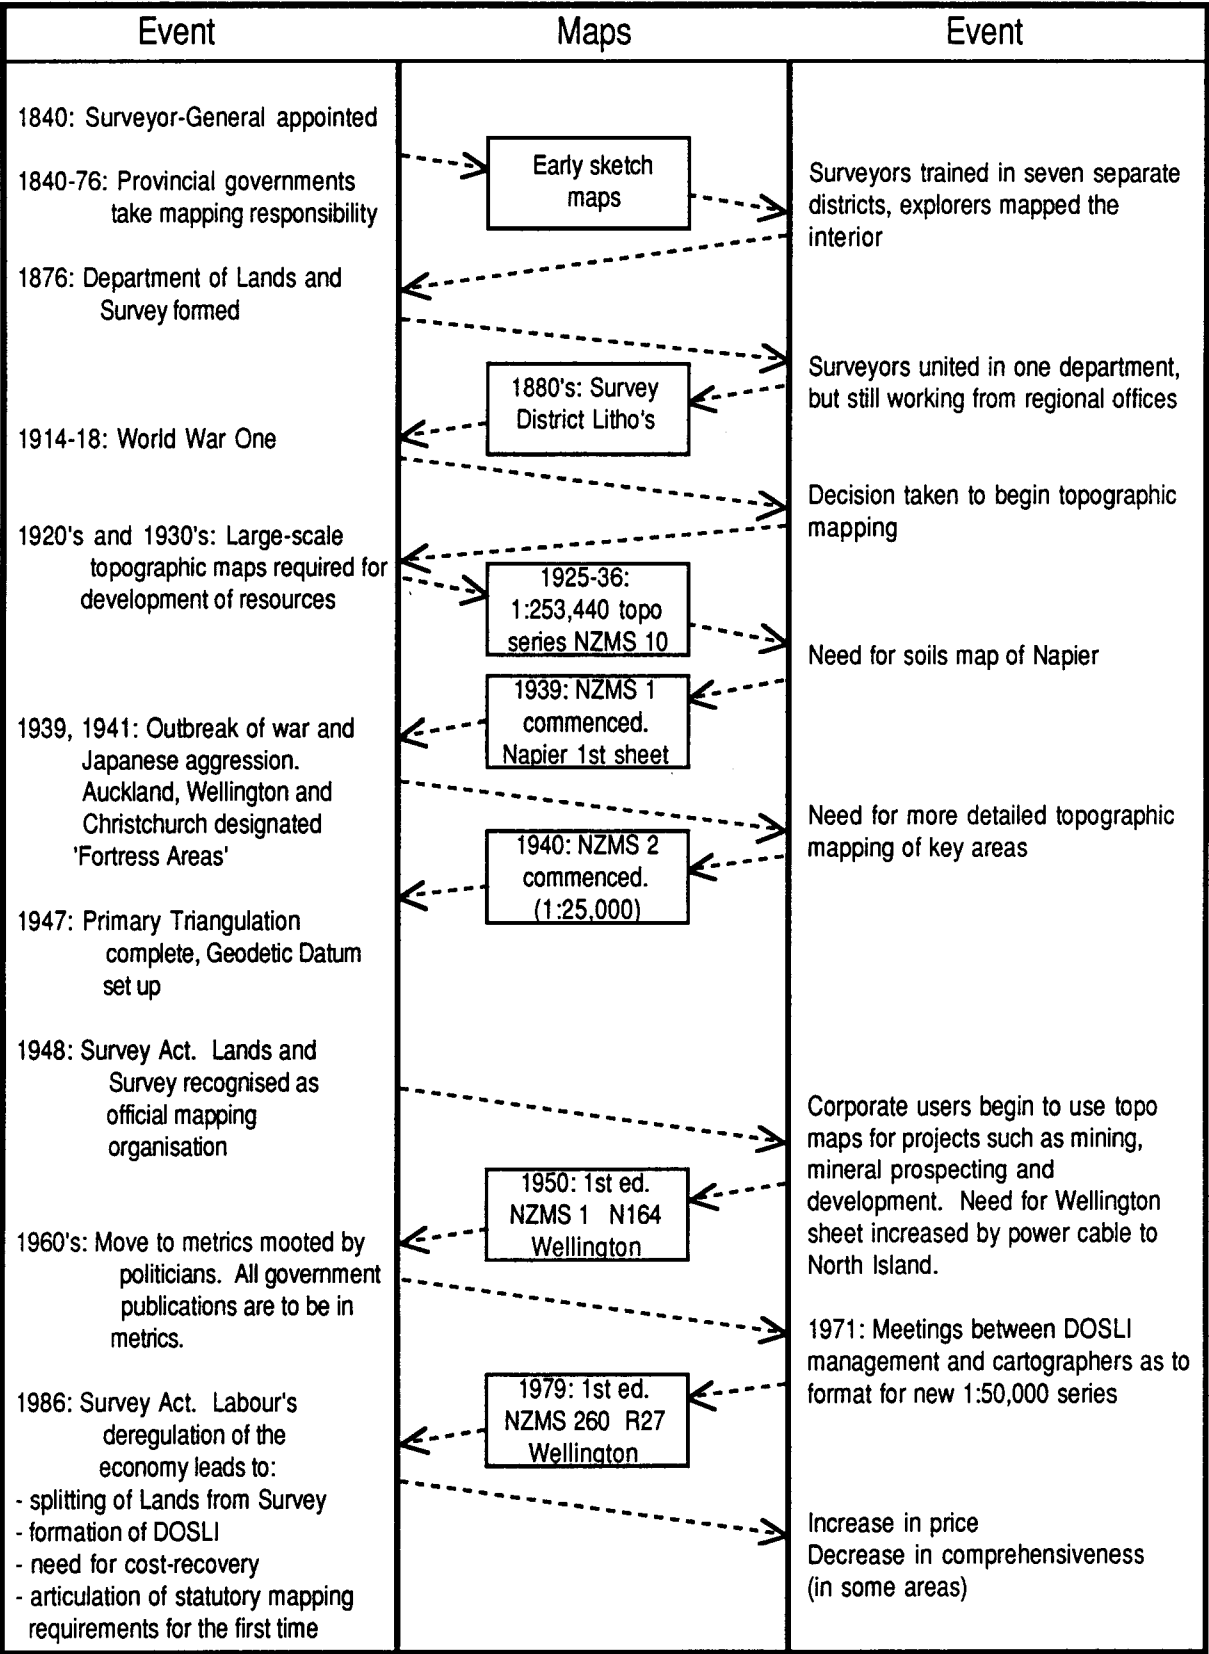 Event
Maps
Event
1840: Surveyor-General appointed
1840-76: Provincial governments
take mapping responsibility
1876: Department of Lands and
Survey formed
1914-18: World War One
1920's and 1930's: Large-scale
topographic maps required for
development of resources
1939, 1941: Outbreak of war and
Japanese aggression.
Auckland, Wellington and
Christchurch designated
'Fortress Areas'
1947: Primary Triangulation
complete, Geodetic Datum
set up
1948: Survey Act. Lands and
Survey recognised as
official mapping
organisation
1960's: Move to metrics mooted by
politicians. All government
publications are to be in
metrics.
1986: Survey Act. Labour's
deregulation of the
economy leads to:
- splitting of Lands from Survey
- formation of DOSLI
- need for cost-recovery
- articulation of statutory mapping
requirements for the first time
Early sketch
maps
1880's: Survey
District Litho's
1925-36:
1:253,440 topo
series NZMS 10
1939: NZMS 1
commenced.
Napier 1st sheet
1940: NZMS 2
commenced.
(1:25,000)
1950: 1st ed.
NZMS 1 N164
Wellington
1979: 1st ed.
NZMS 260 R27
Wellington
Surveyors trained in seven separate
districts, explorers mapped the
interior
Surveyors united in one department,
but still working from regional offices
Decision taken to begin topographic
mapping
Need for soils map of Napier
Need for more detailed topographic
mapping of key areas
Corporate users begin to use topo
maps for projects such as mining,
mineral prospecting and
development. Need for Wellington
sheet increased by power cable to
North Island.
1971: Meetings between DOSLI
management and cartographers as to
format for new 1:50,000 series
Increase in price
Decrease in comprehensiveness
(in some areas)